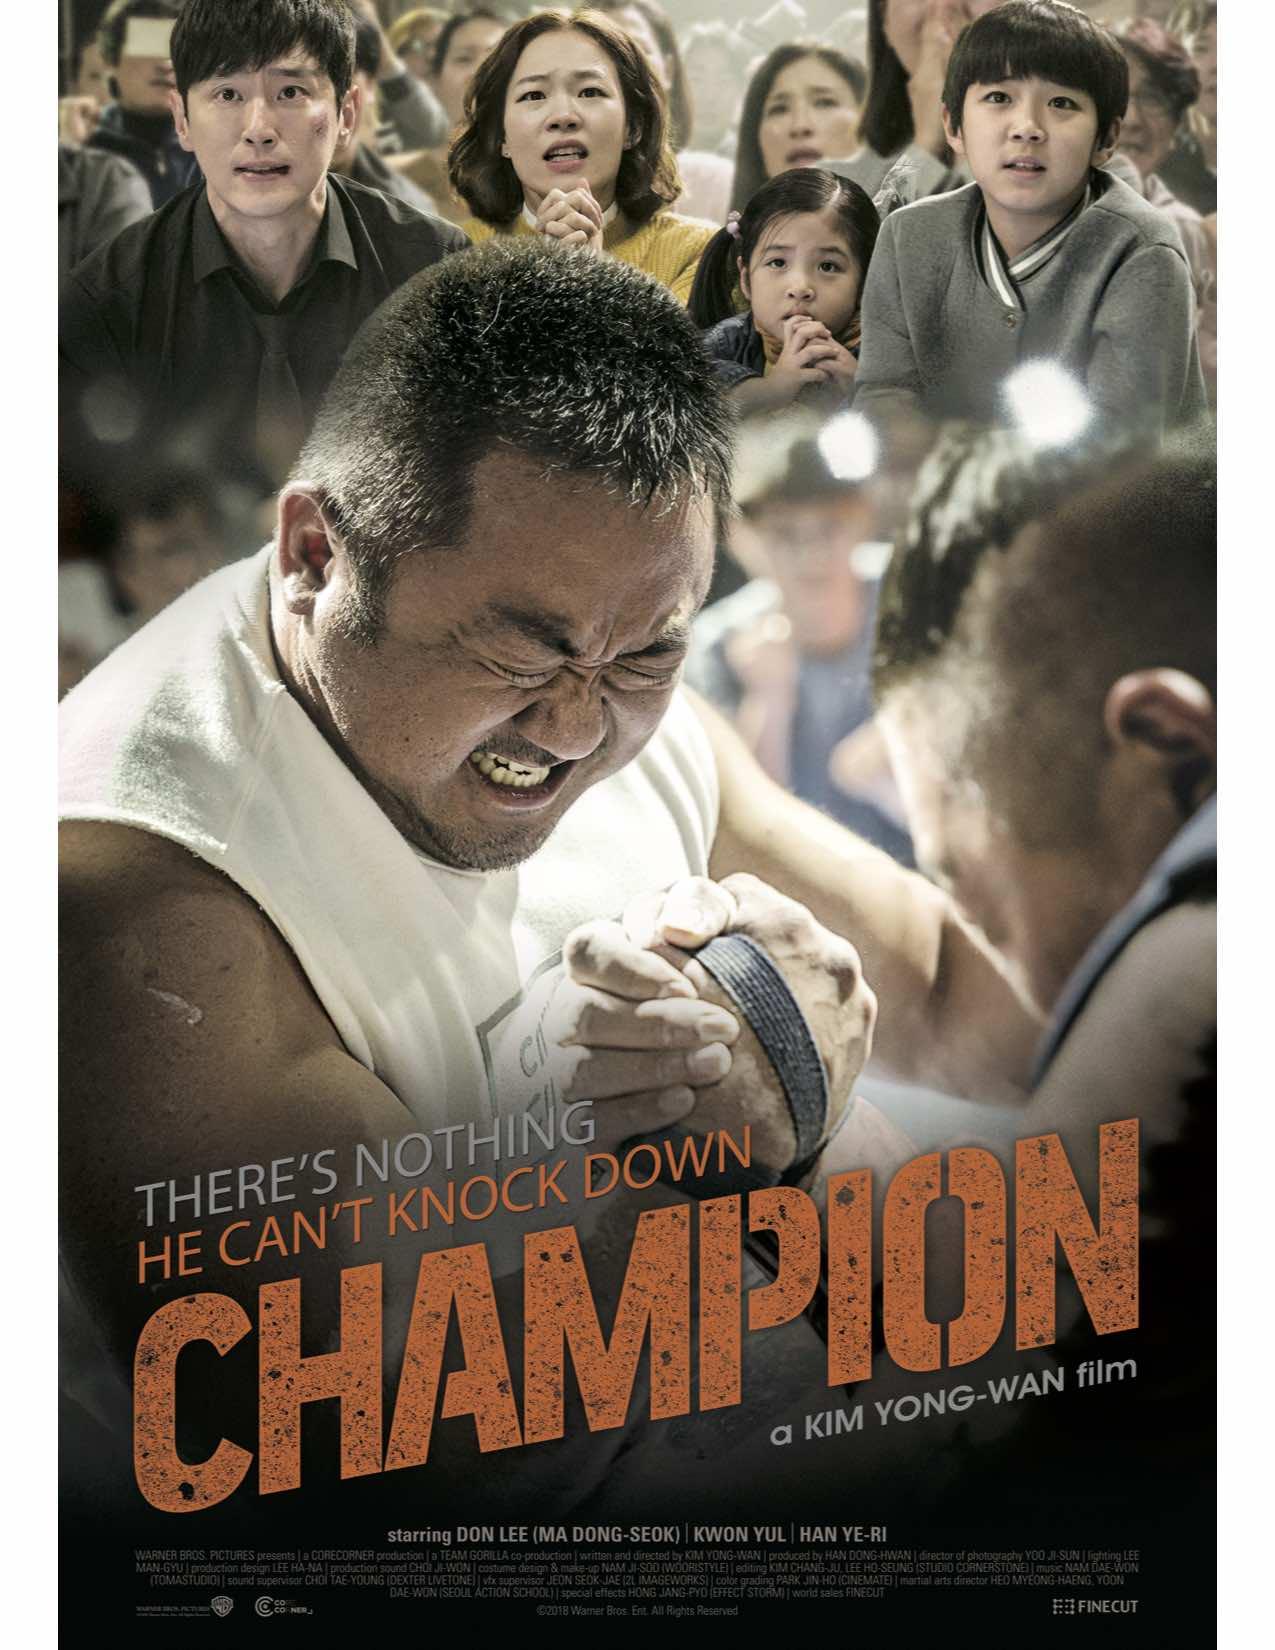 THERE'S NOTHING
HE CAN'T KNOCK DOWN
CHAMPION
a KIM YONG-WAN film
starring DON LEE (MA DONG-SEOK) | KWON YUL | HAN YE-RI
WARNER BROS. PICTURES presents | a CORECORNER production | a TEAM GORILLA co-production | written and directed by KIM YONG-WAN | produced by HAN DONG-HWAN | director of photography YOO JI-SUN | lighting LEE
MAN-GYU | production design LEE HA-NA | production sound CHOI JI-WON | costume design & make-up NAM JI-SOO (WOORISTYLE) | editing KIM CHANG-JU, LEE HO-SEUNG (STUDIO CORNERSTONE) | music NAM DAE-WON
(TOMASTUDIO) | sound supervisor CHOI TAE-YOUNG (DEXTER LIVETONE) | vfx supervisor JEON SEOK-JAE (2L IMAGEWORKS) | color grading PARK JIN-HO (CINEMATE) | martial arts director HEO MYEONG-HAENG, YOON
DAE-WON (SEOUL ACTION SCHOOL) | special effects HONG JANG-PYO (EFFECT STORM) | world sales FINECUT
WARNER BROS. PICTURES
CORNER
©2018 Warner Bros. Ent. All Rights Reserved
FINECUT